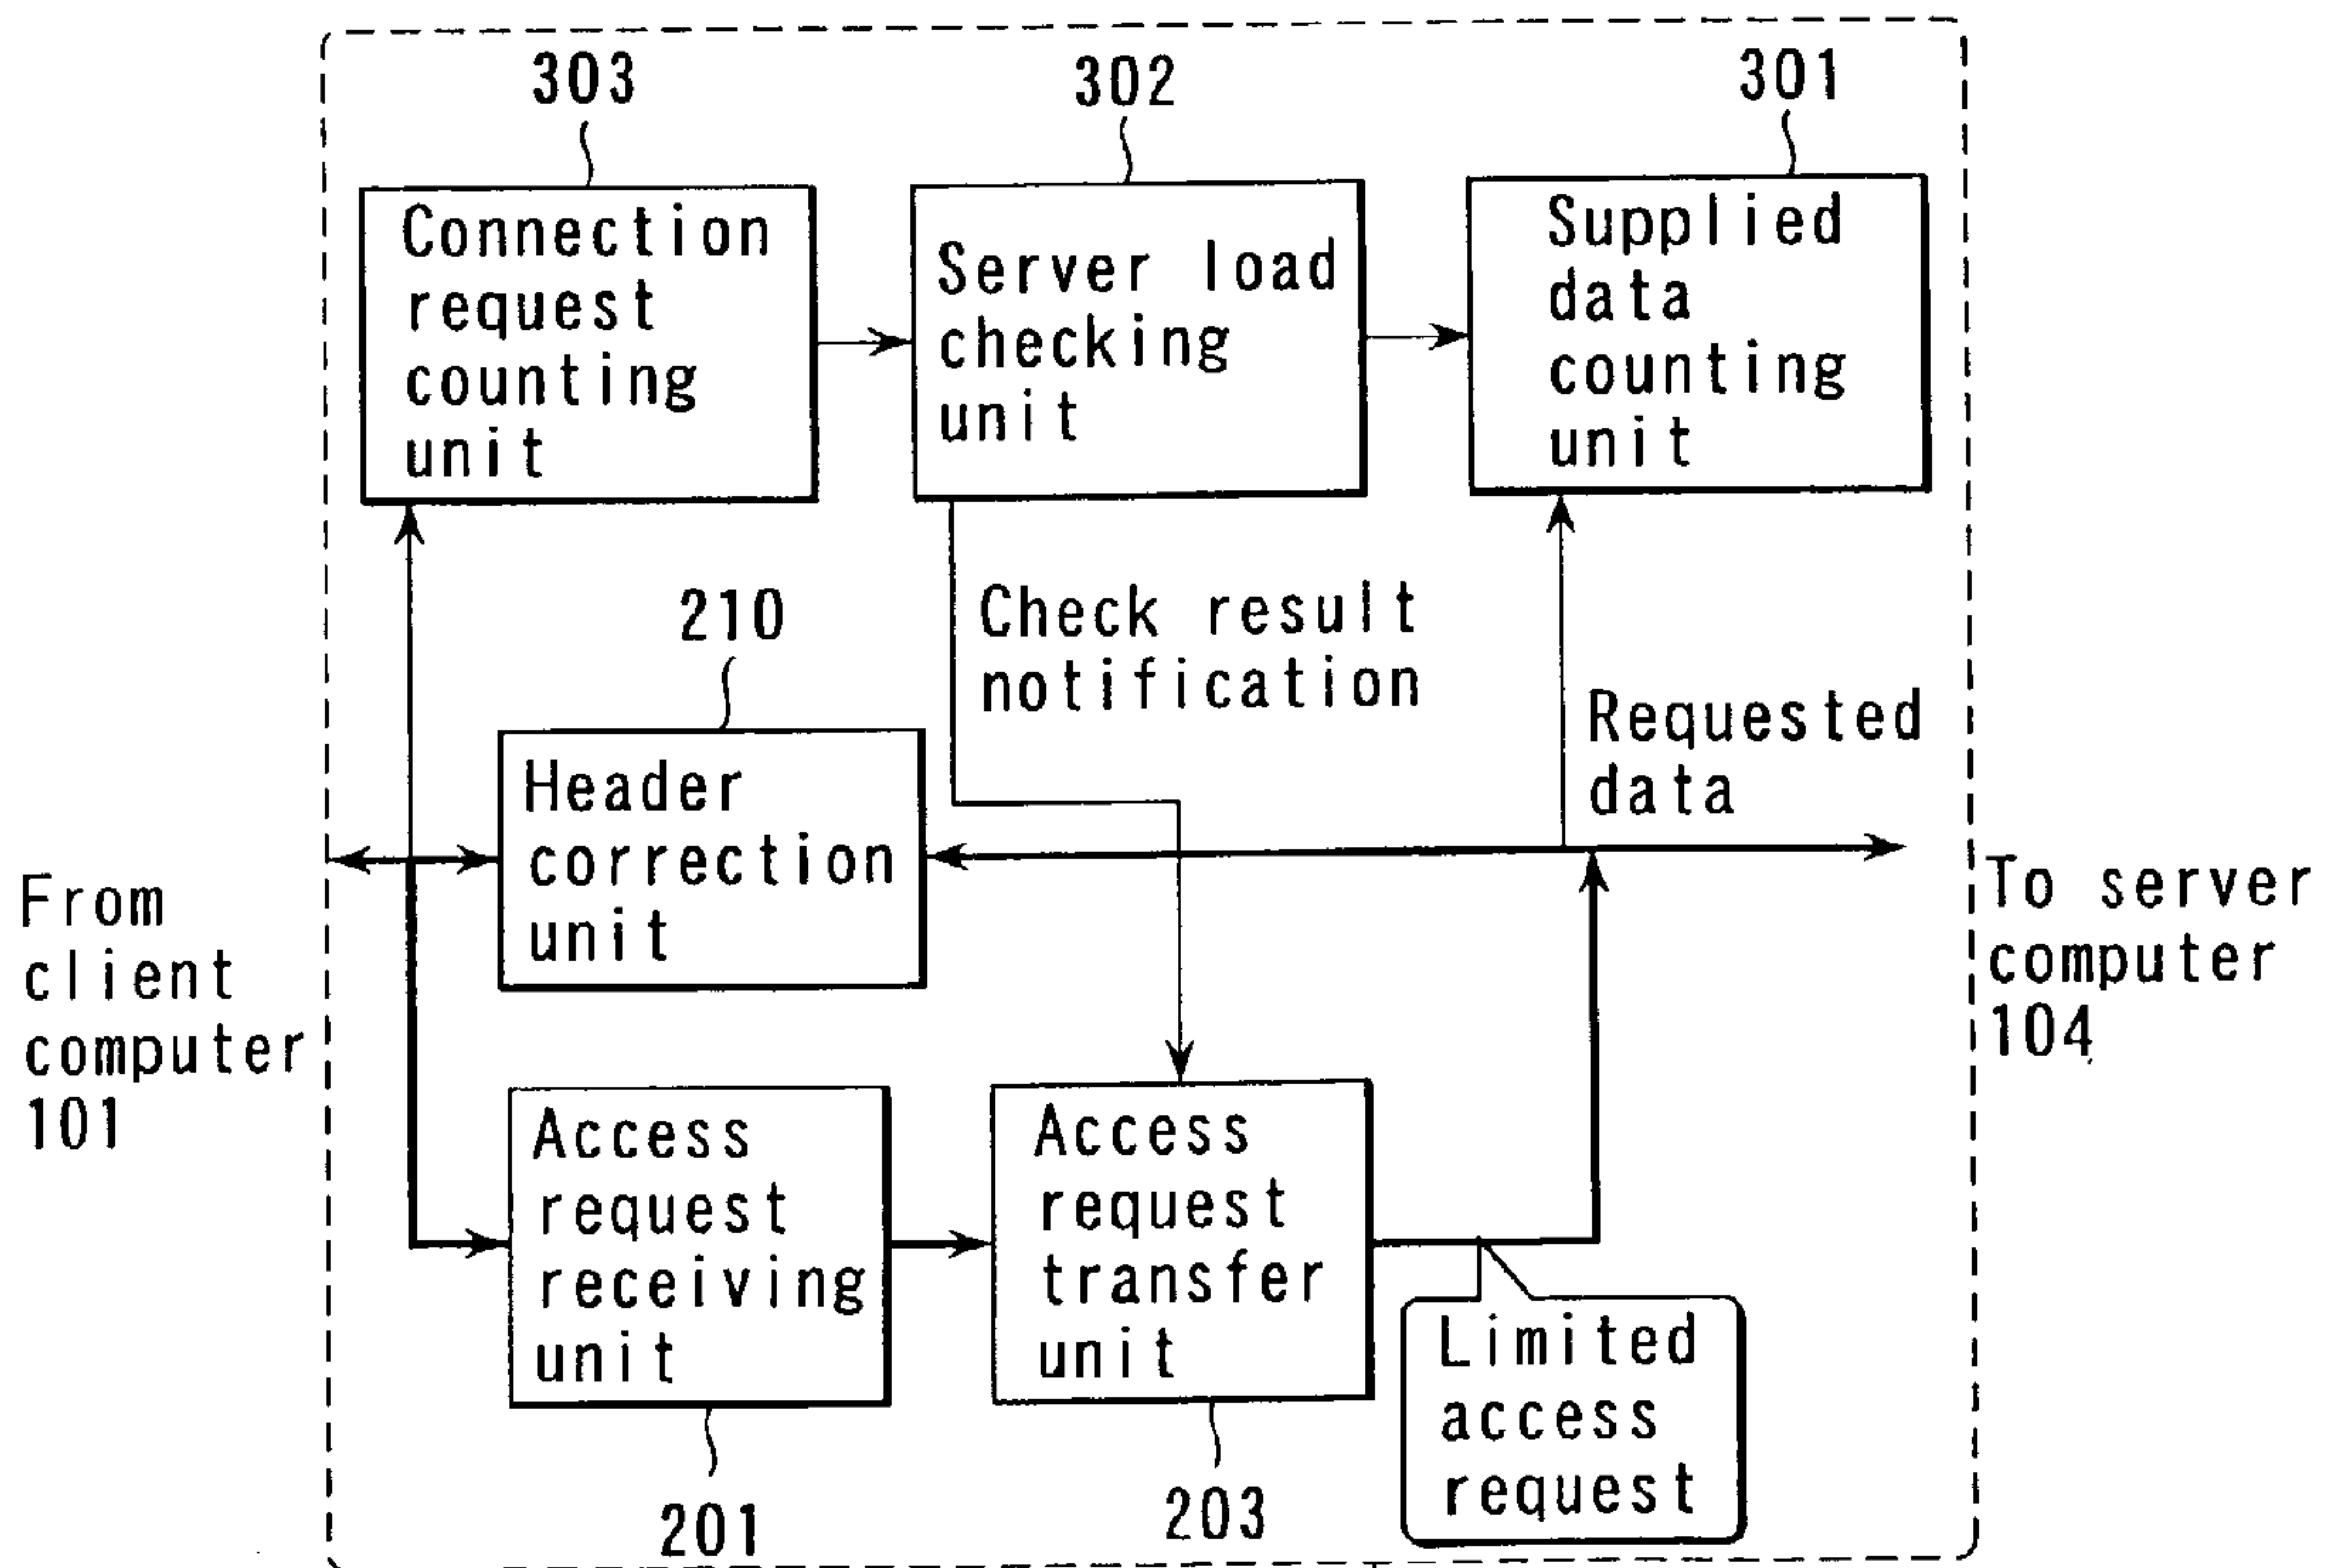 303
302
301
Connection
request
counting
unit
Server load
checking
unit
Supplied
data
counting
unit
210
Check result
notification
Requested
data
Header
correction
unit
From
client
computer
101
To server
computer
104
Access
request
receiving
unit
Access
request
transfer
unit
Limited
access
request
201
203